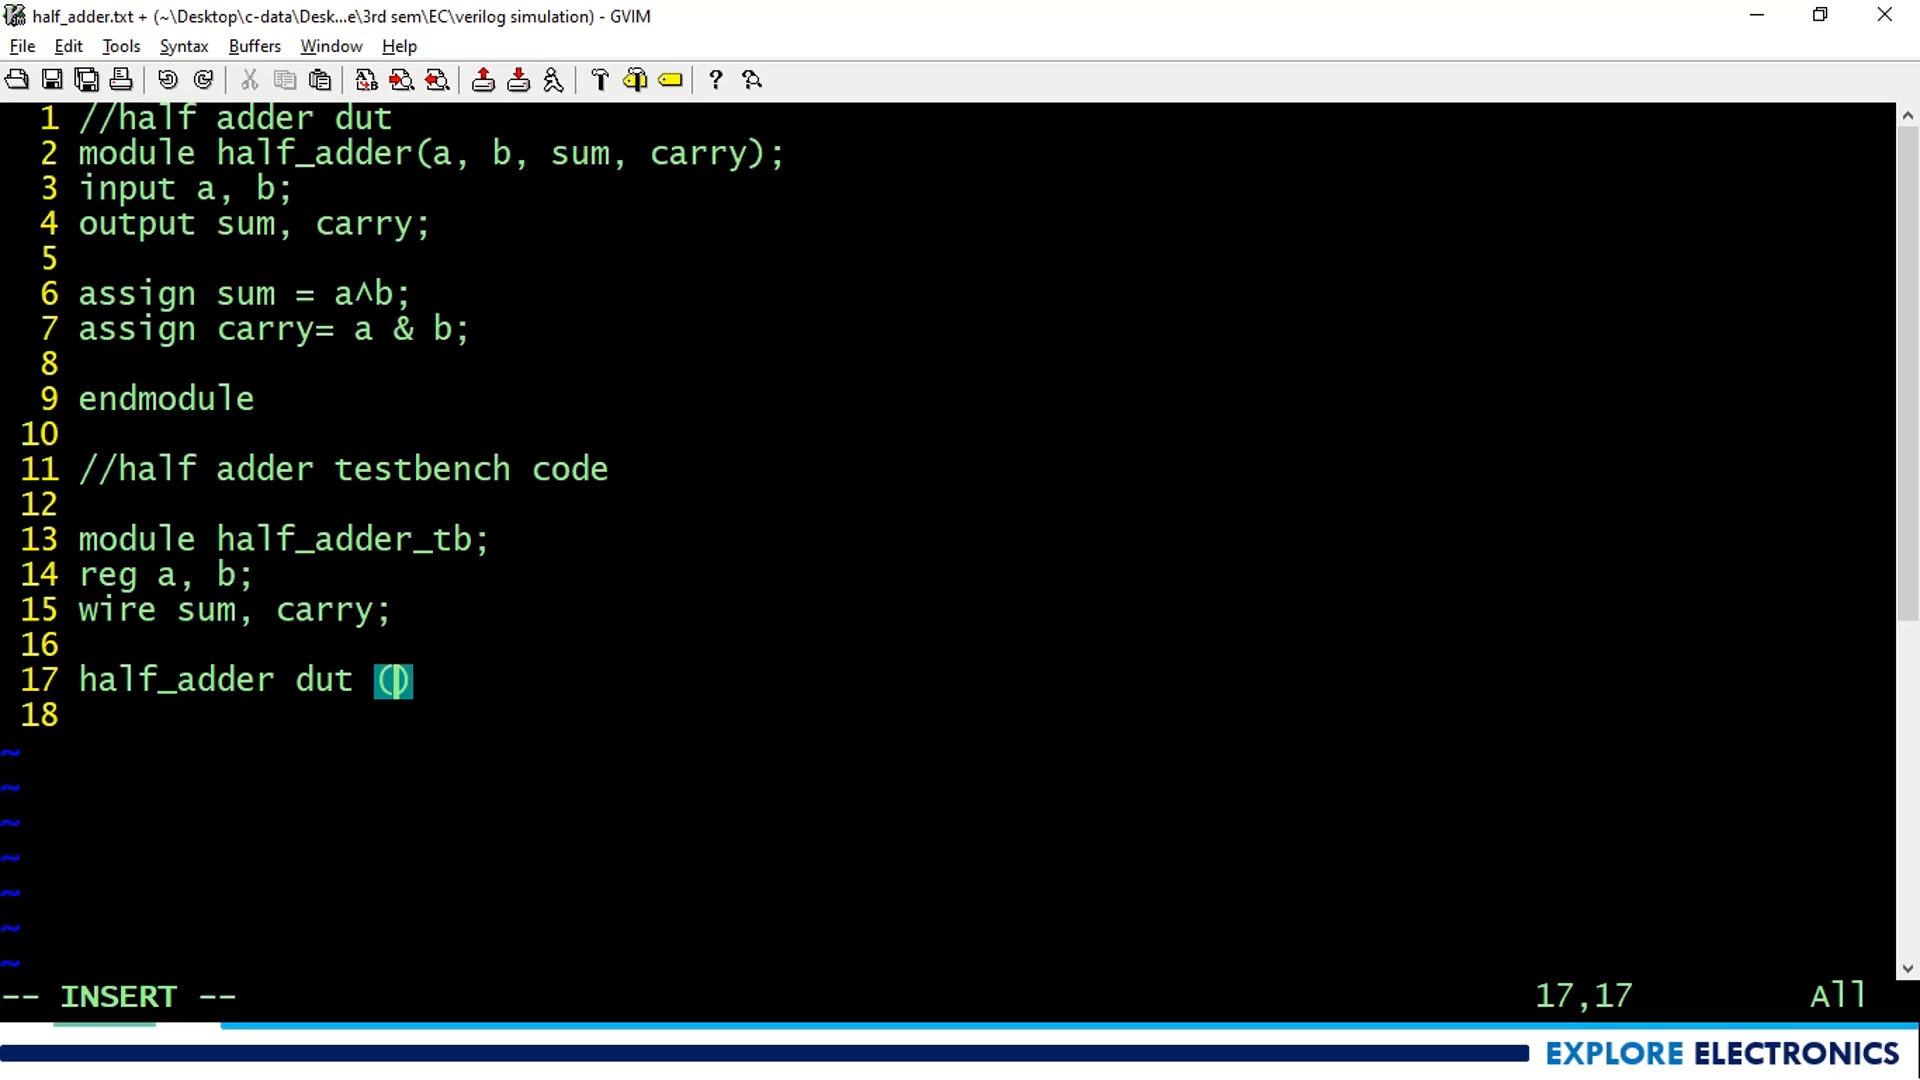 half_adder.txt + (~\Desktop\c-data\Desk...e\3rd sem\EC\verilog simulation) - GVIM
File Edit Tools Syntax Buffers Window Help
1 //half adder dut
2 module half_adder(a, b, sum, carry);
3 input a, b;
4 output sum, carry;
5
6 assign sum = a^b;
7 assign carry= a & b;
8
9 endmodule
10
11 //half adder testbench code
12
13 module half_adder_tb;
14 reg a, b;
15 wire sum, carry;
16
17 half_adder dut ()
18
~
~
~
~
~
~
~
-- INSERT -- 17,17 All
EXPLORE ELECTRONICS